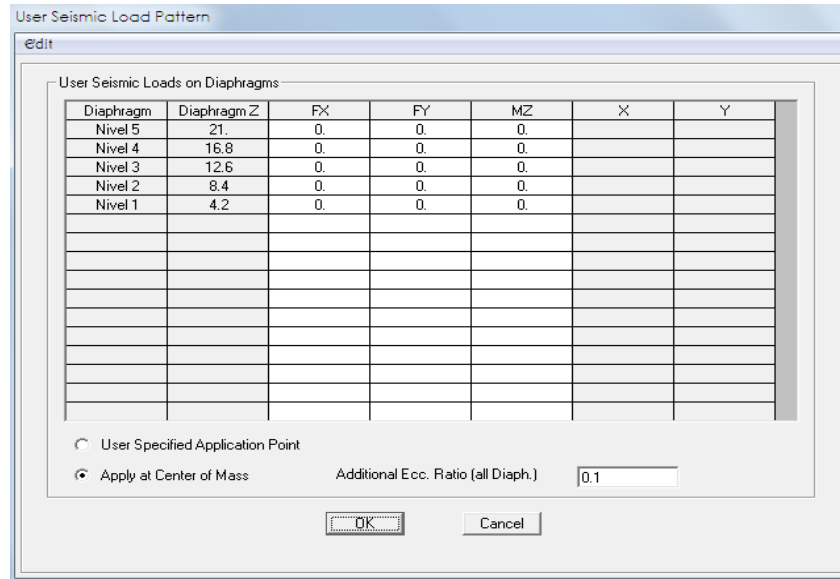 User Seismic Load Pattern
Edit
User Seismic Loads on Diaphragms
Diaphragm Diaphragm Z FX FY MZ X Y
Nivel 5 21. 0. 0. 0.
Nivel 4 16.8 0. 0. 0.
Nivel 3 12.6 0. 0. 0.
Nivel 2 8.4 0. 0. 0.
Nivel 1 4.2 0. 0. 0.
User Specified Application Point
Apply at Center of Mass Additional Ecc. Ratio (all Diaph.) 0.1
OK Cancel